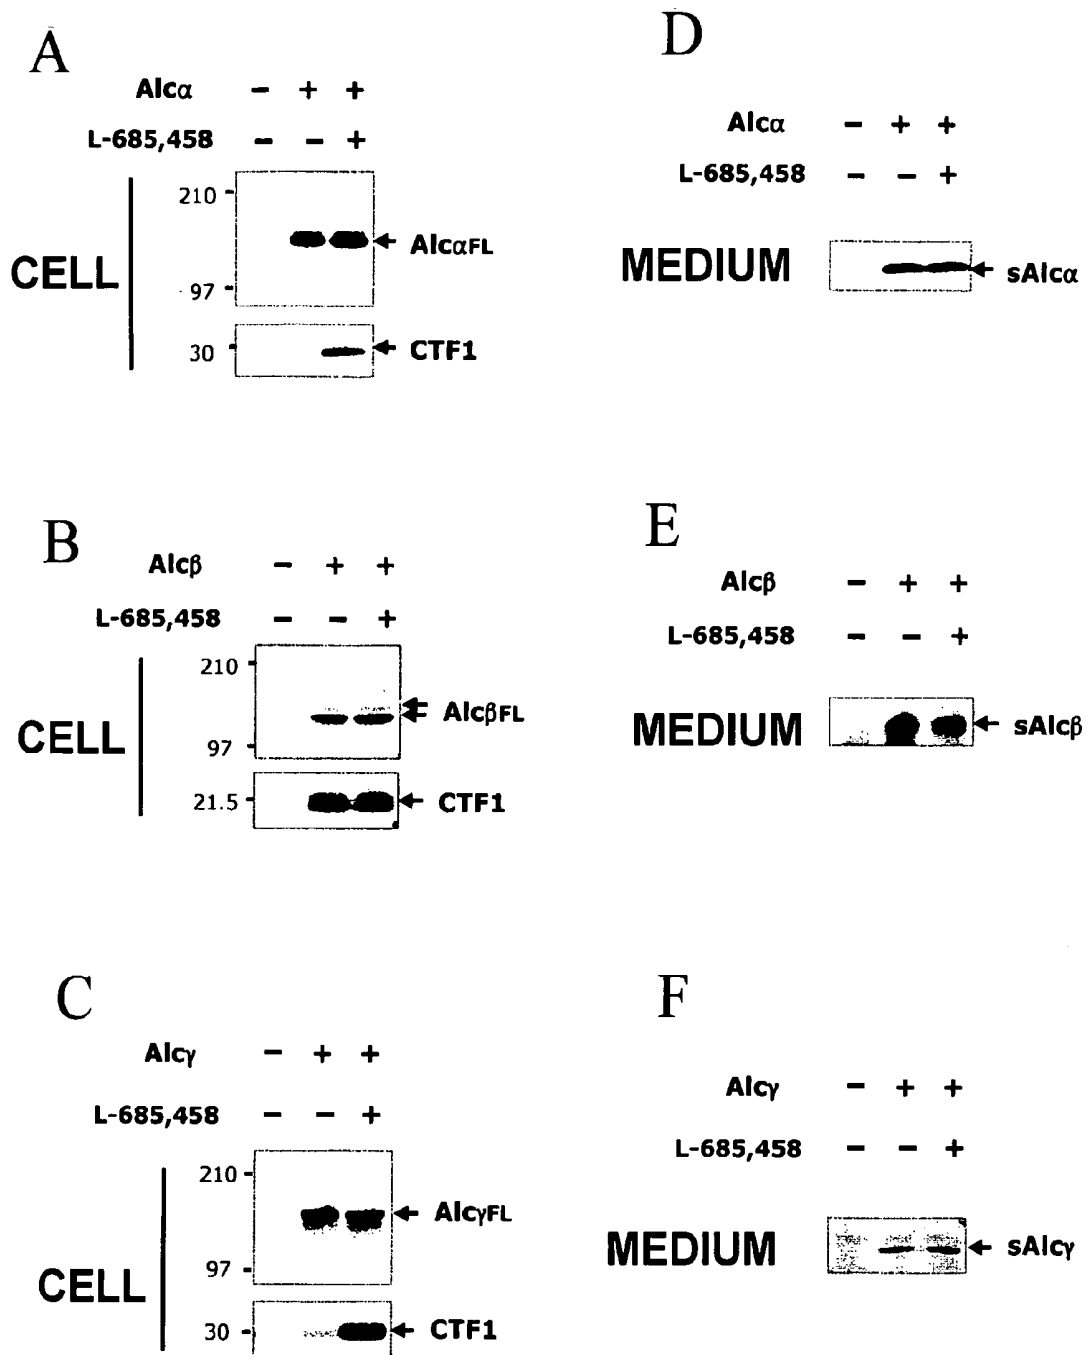 A
Alcα − + +
L-685,458 − − +
CELL
210
AlcαFL
97
30
CTF1
D
Alcα − + +
L-685,458 − − +
MEDIUM
sAlcα
B
Alcβ − + +
L-685,458 − − +
CELL
210
AlcβFL
97
21.5
CTF1
E
Alcβ − + +
L-685,458 − − +
MEDIUM
sAlcβ
C
Alcγ − + +
L-685,458 − − +
CELL
210
AlcγFL
97
30
CTF1
F
Alcγ − + +
L-685,458 − − +
MEDIUM
sAlcγ